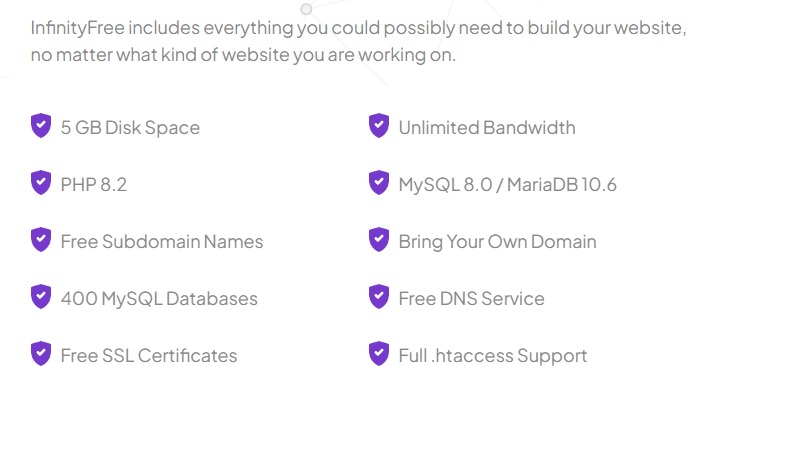 InfinityFree includes everything you could possibly need to build your website,
no matter what kind of website you are working on.
5 GB Disk Space
Unlimited Bandwidth
PHP 8.2
MySQL 8.0 / MariaDB 10.6
Free Subdomain Names
Bring Your Own Domain
400 MySQL Databases
Free DNS Service
Free SSL Certificates
Full .htaccess Support